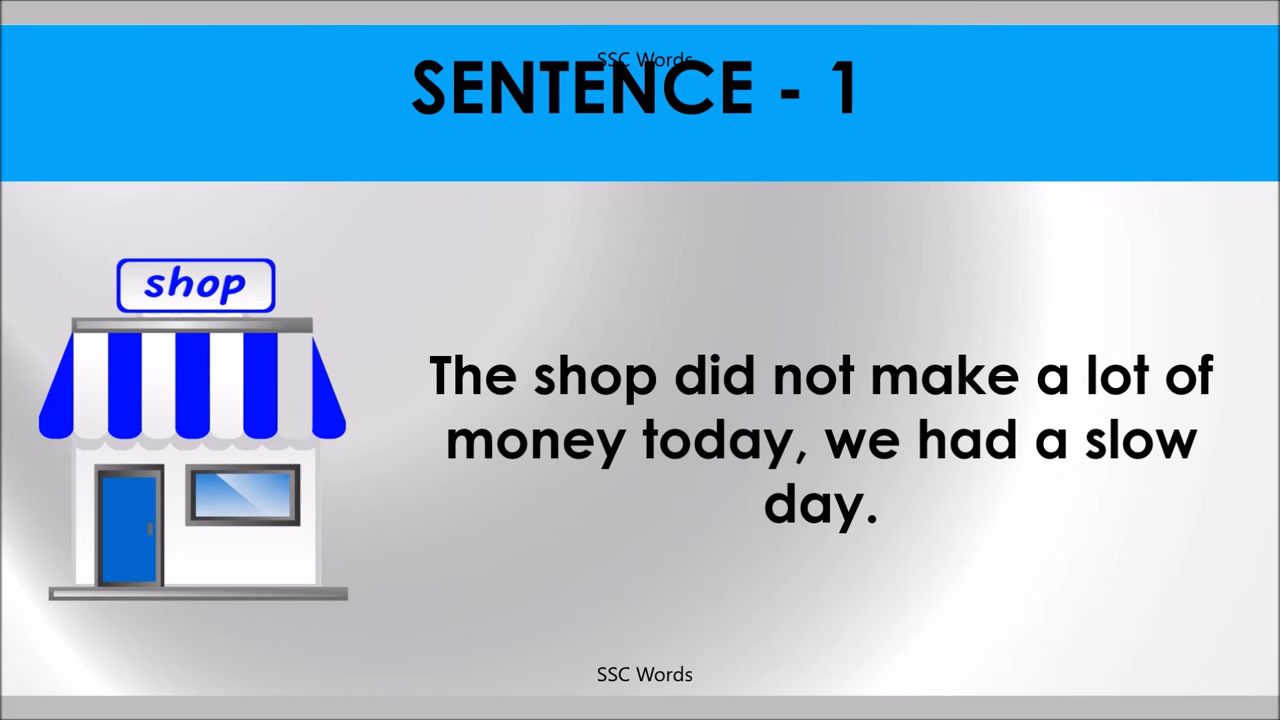 SSC Words
SENTENCE - 1
shop
The shop did not make a lot of
money today, we had a slow
day.
SSC Words